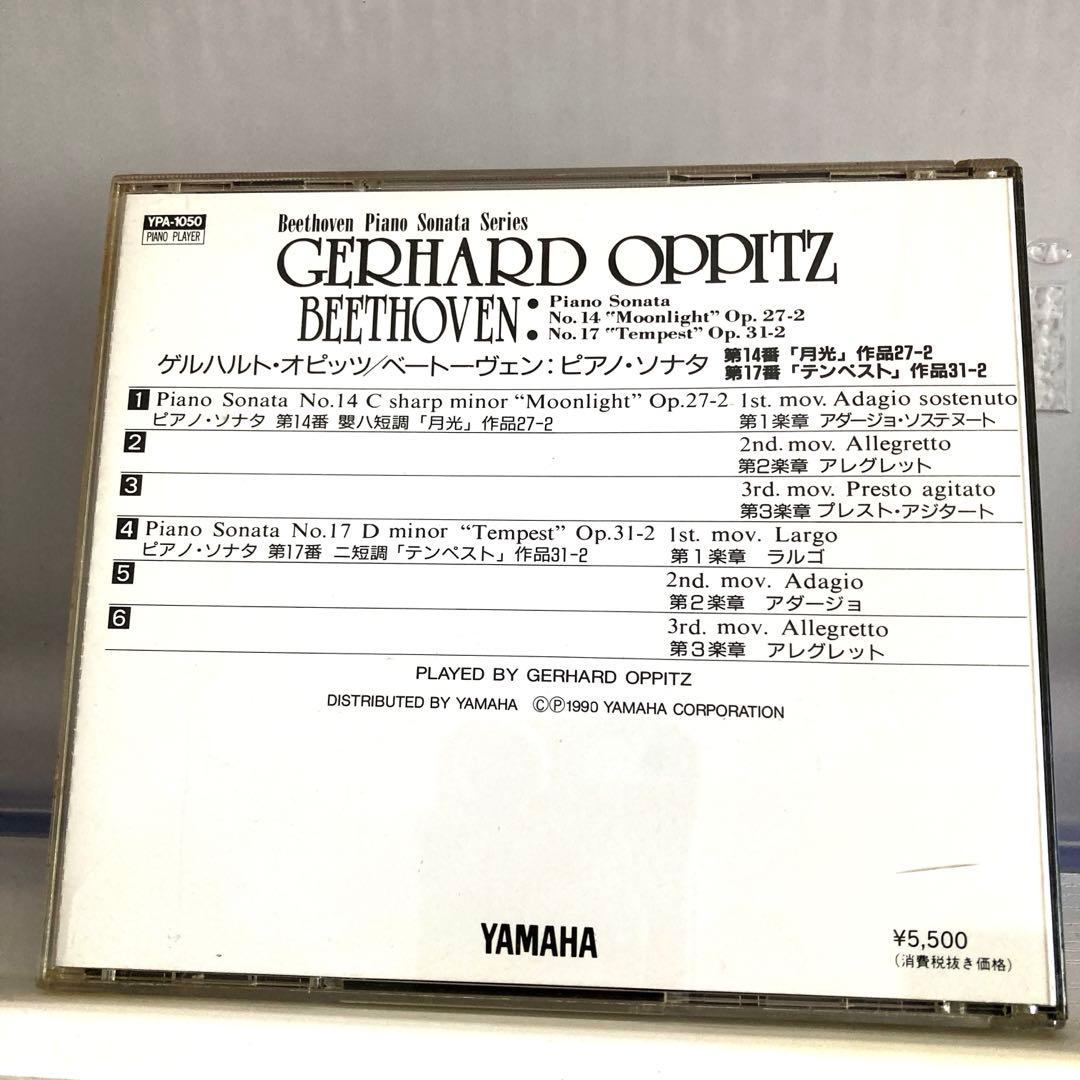 YPA-1050
PIANO PLAYER
Beethoven Piano Sonata Series
GERHARD OPPITZ
BEETHOVEN:
Piano Sonata
No. 14 "Moonlight" Op. 27-2
No. 17 "Tempest" Op. 31-2
ゲルハルト・オピッツ/ベートーヴェン:ピアノ・ソナタ
第14番「月光」作品27-2
第17番「テンペスト」作品31-2
1 Piano Sonata No.14 C sharp minor "Moonlight" Op.27-2 1st. mov. Adagio sostenuto
ピアノ・ソナタ 第14番 嬰ハ短調「月光」作品27-2 第1楽章 アダージョ・ソステヌート
2 2nd. mov. Allegretto
第2楽章 アレグレット
3 3rd. mov. Presto agitato
第3楽章 プレスト・アジタート
4 Piano Sonata No.17 D minor "Tempest" Op.31-2 1st. mov. Largo
ピアノ・ソナタ 第17番 ニ短調「テンペスト」作品31-2 第1楽章 ラルゴ
5 2nd. mov. Adagio
第2楽章 アダージョ
6 3rd. mov. Allegretto
第3楽章 アレグレット
PLAYED BY GERHARD OPPITZ
DISTRIBUTED BY YAMAHA ©℗1990 YAMAHA CORPORATION
YAMAHA
¥5,500
(消費税抜き価格)